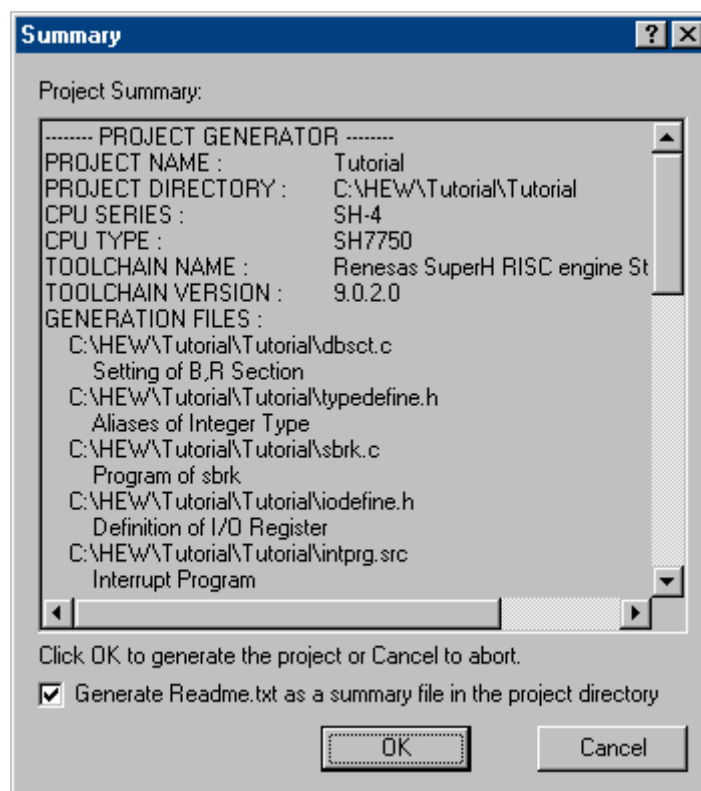 Summary
Project Summary:
-------- PROJECT GENERATOR --------
PROJECT NAME : Tutorial
PROJECT DIRECTORY : C:\HEW\Tutorial\Tutorial
CPU SERIES : SH-4
CPU TYPE : SH7750
TOOLCHAIN NAME : Renesas SuperH RISC engine St
TOOLCHAIN VERSION : 9.0.2.0
GENERATION FILES :
C:\HEW\Tutorial\Tutorial\dbsct.c
Setting of B,R Section
C:\HEW\Tutorial\Tutorial\typedefine.h
Aliases of Integer Type
C:\HEW\Tutorial\Tutorial\sbrk.c
Program of sbrk
C:\HEW\Tutorial\Tutorial\iodefine.h
Definition of I/O Register
C:\HEW\Tutorial\Tutorial\intprg.src
Interrupt Program
Click OK to generate the project or Cancel to abort.
Generate Readme.txt as a summary file in the project directory
OK Cancel